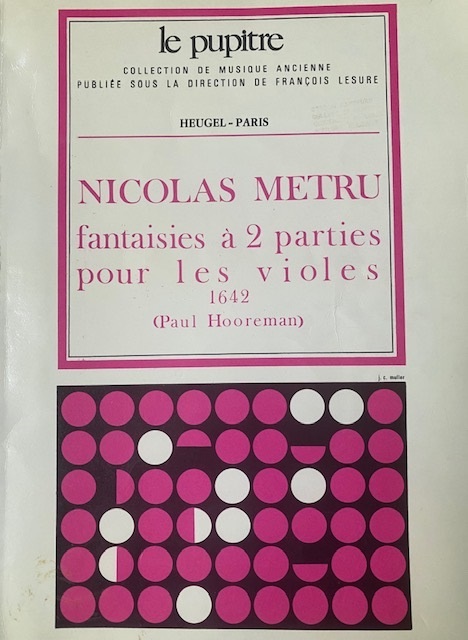 le pupitre
COLLECTION DE MUSIQUE ANCIENNE
PUBLIÉE SOUS LA DIRECTION DE FRANÇOIS LESURE
HEUGEL - PARIS
NICOLAS METRU
fantaisies à 2 parties
pour les violes
1642
(Paul Hooreman)